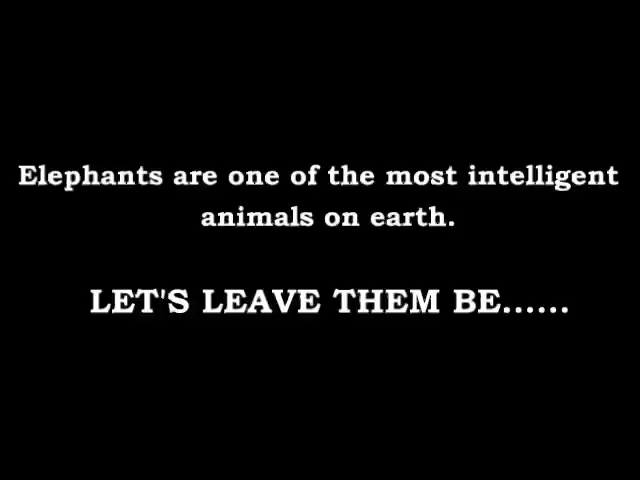 Elephants are one of the most intelligent
animals on earth.
LET'S LEAVE THEM BE......